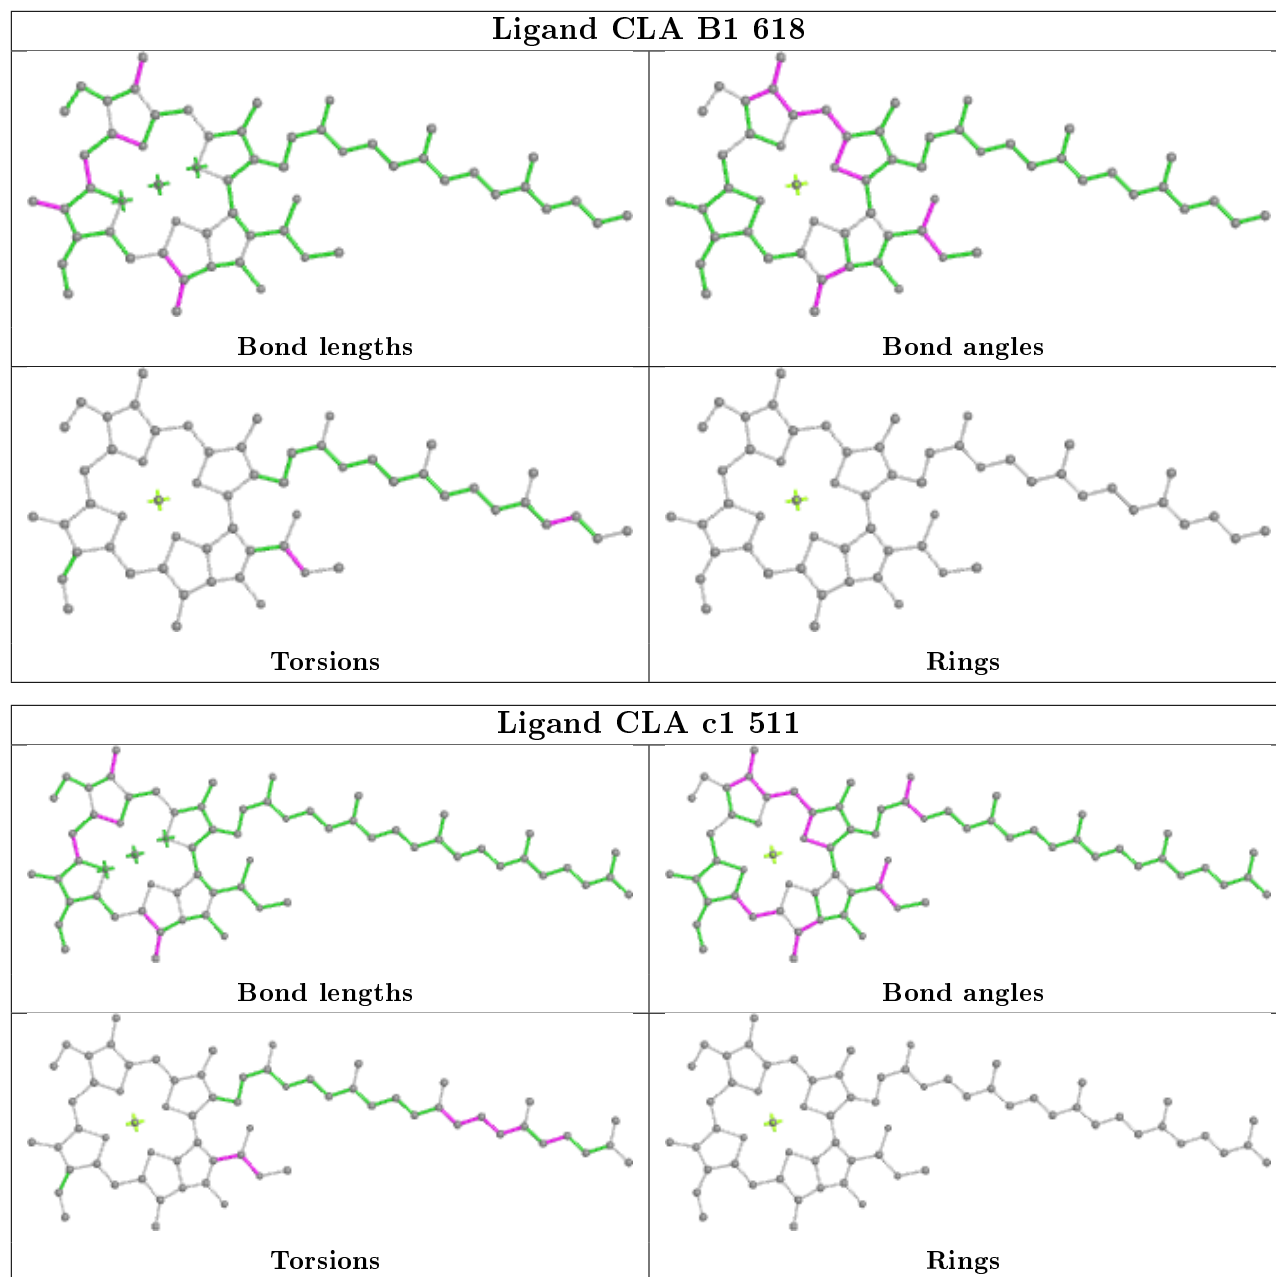 Ligand CLA B1 618
Bond lengths
Bond angles
Torsions
Rings
Ligand CLA c1 511
Bond lengths
Bond angles
Torsions
Rings